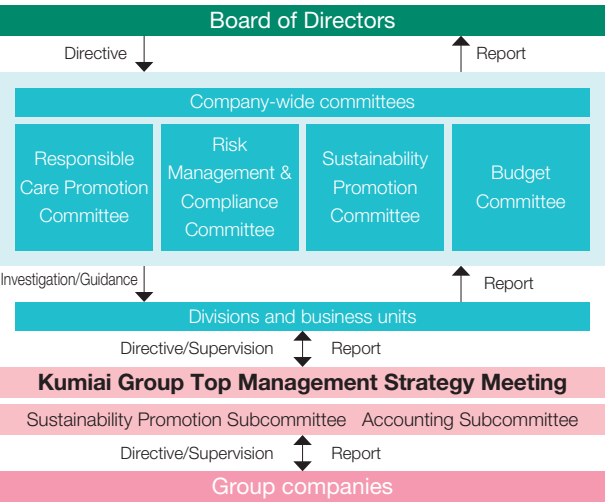 Board of Directors
Directive
Report
Company-wide committees
Responsible
Care Promotion
Committee
Risk
Management &
Compliance
Committee
Sustainability
Promotion
Committee
Budget
Committee
Investigation/Guidance
Report
Divisions and business units
Directive/Supervision
Report
Kumiai Group Top Management Strategy Meeting
Sustainability Promotion Subcommittee
Accounting Subcommittee
Directive/Supervision
Report
Group companies